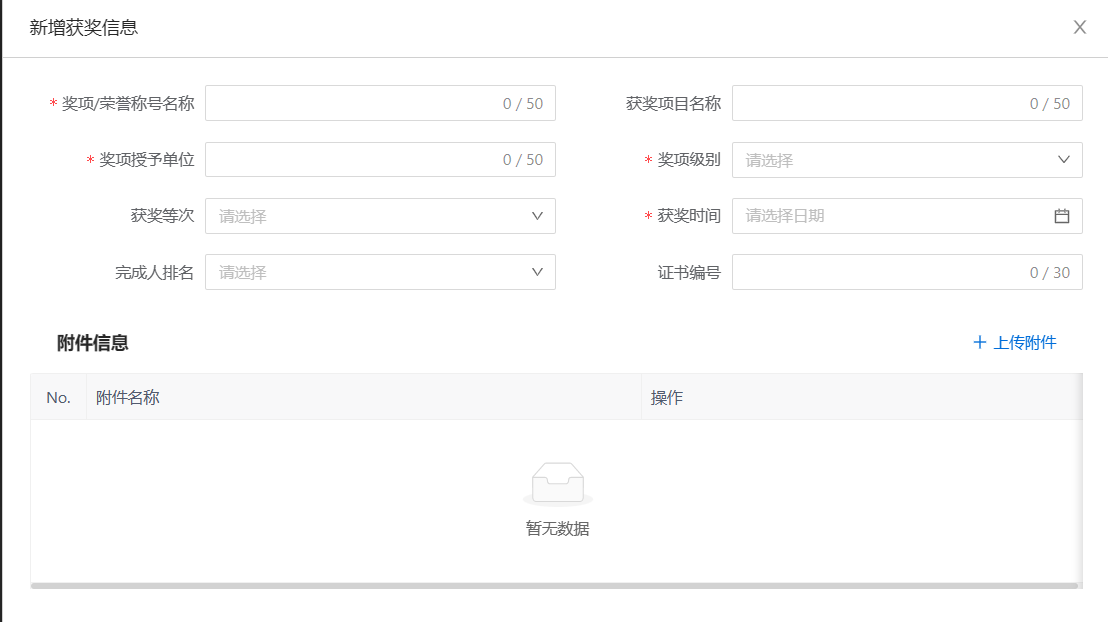 新增获奖信息
* 奖项/荣誉称号名称 0 / 50 获奖项目名称 0 / 50
* 奖项授予单位 0 / 50 * 奖项级别 请选择
获奖等次 请选择 * 获奖时间 请选择日期
完成人排名 请选择 证书编号 0 / 30
附件信息 + 上传附件
No. 附件名称 操作
暂无数据